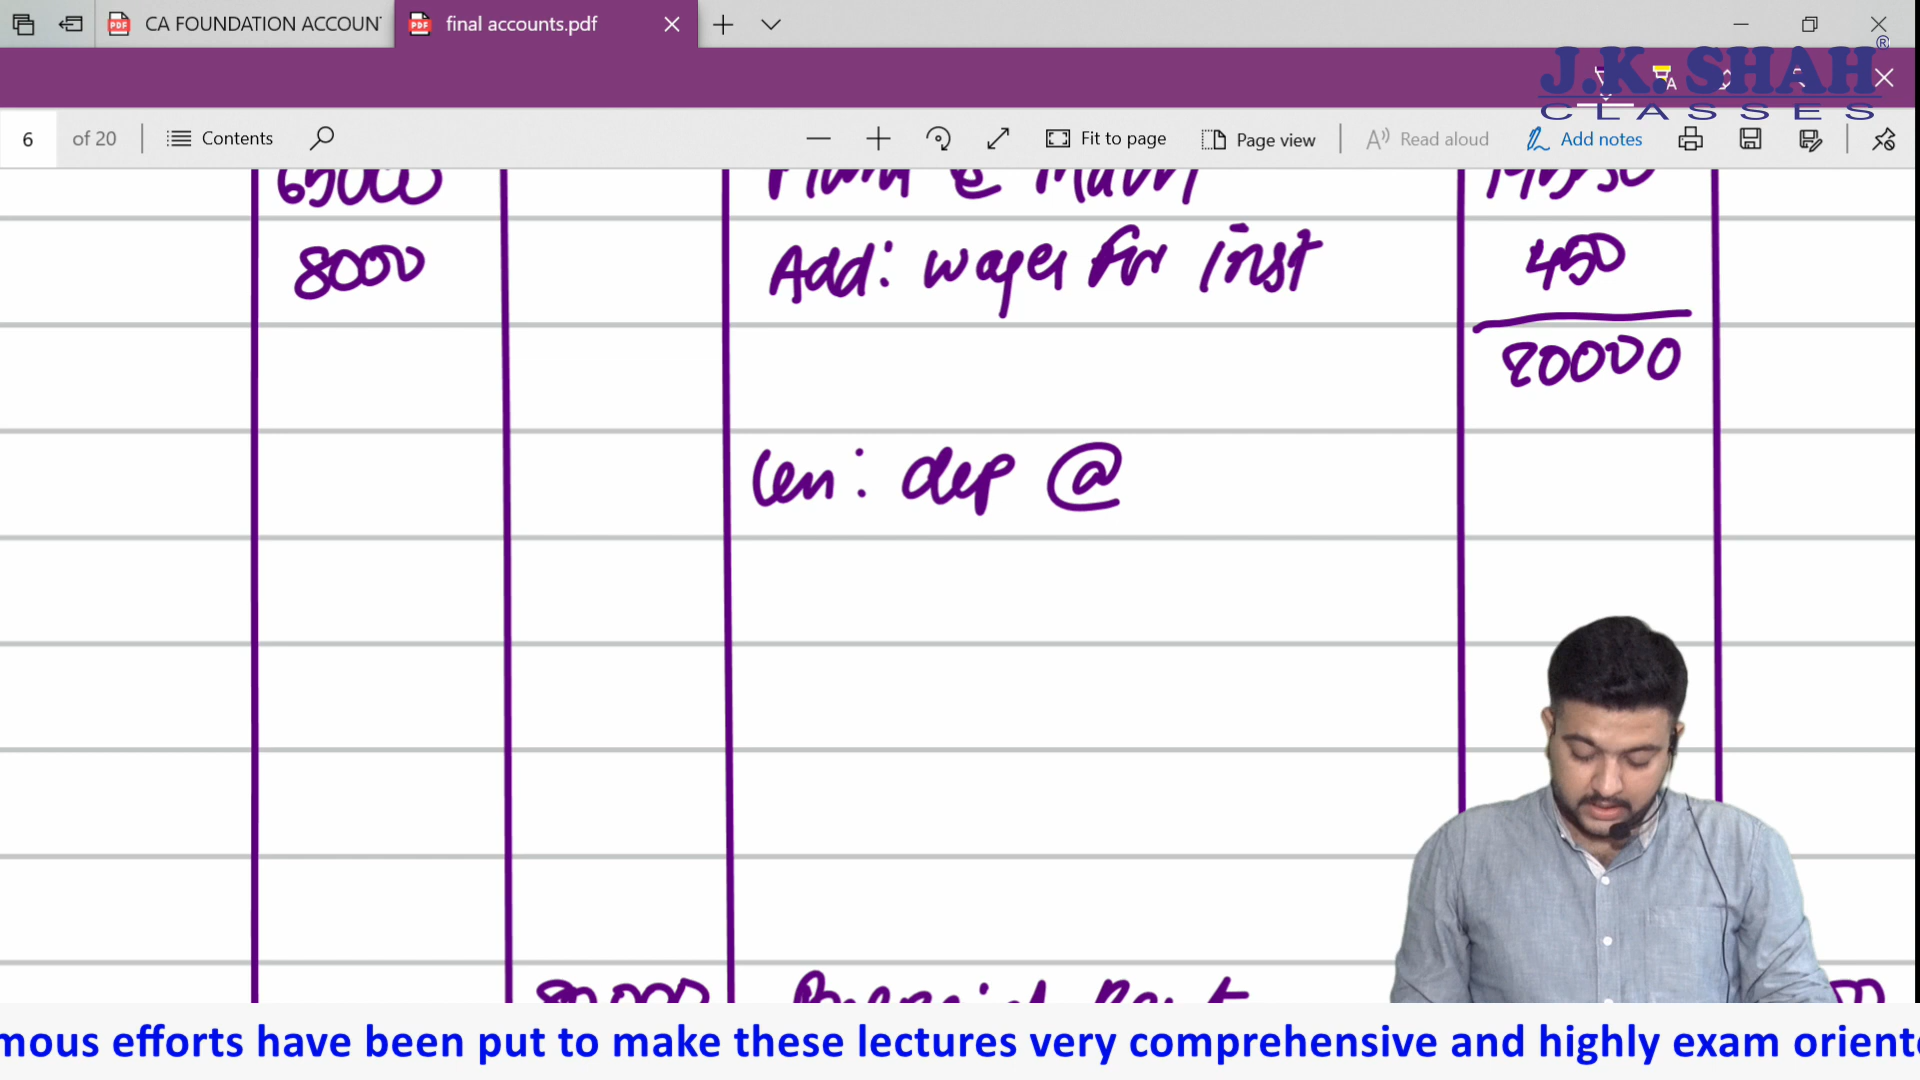 CA FOUNDATION ACCOUN
final accounts.pdf
J.K. SHAH®
CLASSES
6 of 20
Contents
Fit to page
Page view
Read aloud
Add notes
65000
8000
Add: wages for inst 450
20000
Less: dep @
mous efforts have been put to make these lectures very comprehensive and highly exam oriente